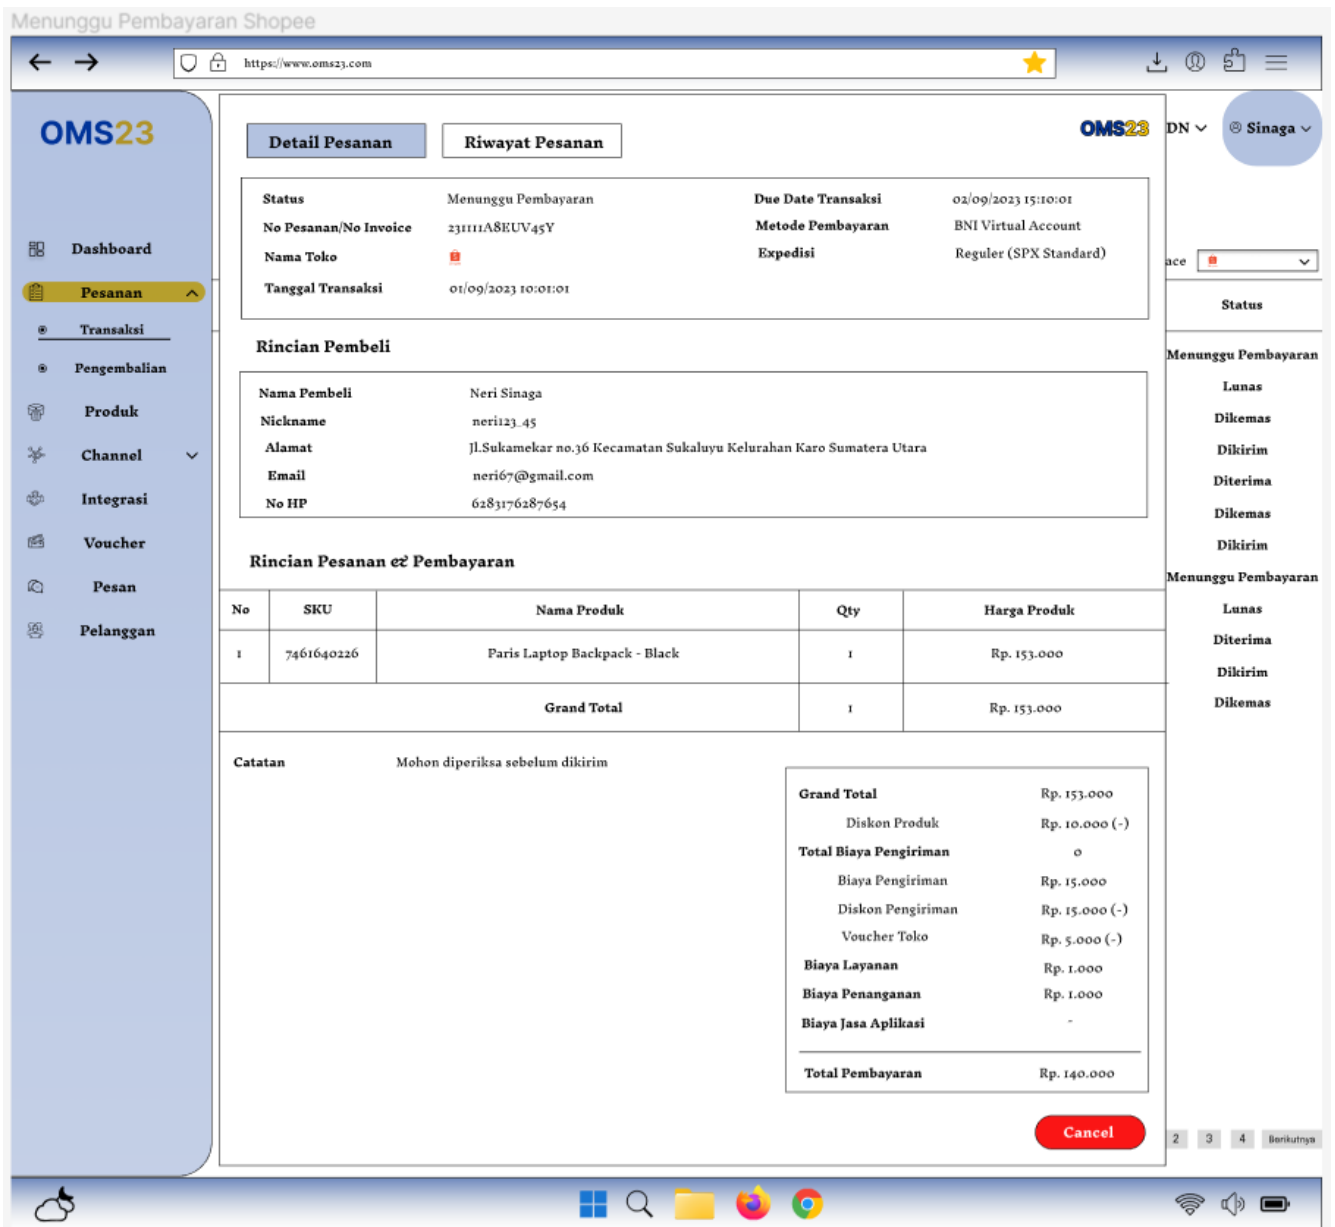 Menunggu Pembayaran Shopee
https://www.oms23.com
OMS23
Dashboard
Pesanan
Transaksi
Pengembalian
Produk
Channel
Integrasi
Voucher
Pesan
Pelanggan
Detail Pesanan
Riwayat Pesanan
OMS23
DN
Sinaga
Status Menunggu Pembayaran
No Pesanan/No Invoice 231111A8EUV45Y
Nama Toko
Tanggal Transaksi 01/09/2023 10:01:01
Due Date Transaksi 02/09/2023 15:10:01
Metode Pembayaran BNI Virtual Account
Expedisi Reguler (SPX Standard)
Rincian Pembeli
Nama Pembeli Neri Sinaga
Nickname neri123_45
Alamat Jl.Sukamekar no.36 Kecamatan Sukaluyu Kelurahan Karo Sumatera Utara
Email neri67@gmail.com
No HP 6283176287654
Rincian Pesanan & Pembayaran
No SKU Nama Produk Qty Harga Produk
1 7461640226 Paris Laptop Backpack - Black 1 Rp. 153.000
Grand Total 1 Rp. 153.000
Catatan Mohon diperiksa sebelum dikirim
Grand Total Rp. 153.000
Diskon Produk Rp. 10.000 (-)
Total Biaya Pengiriman 0
Biaya Pengiriman Rp. 15.000
Diskon Pengiriman Rp. 15.000 (-)
Voucher Toko Rp. 5.000 (-)
Biaya Layanan Rp. 1.000
Biaya Penanganan Rp. 1.000
Biaya Jasa Aplikasi -
Total Pembayaran Rp. 140.000
Cancel
ace
Status
Menunggu Pembayaran
Lunas
Dikemas
Dikirim
Diterima
Dikemas
Dikirim
Menunggu Pembayaran
Lunas
Diterima
Dikirim
Dikemas
2 3 4 Berikutnya